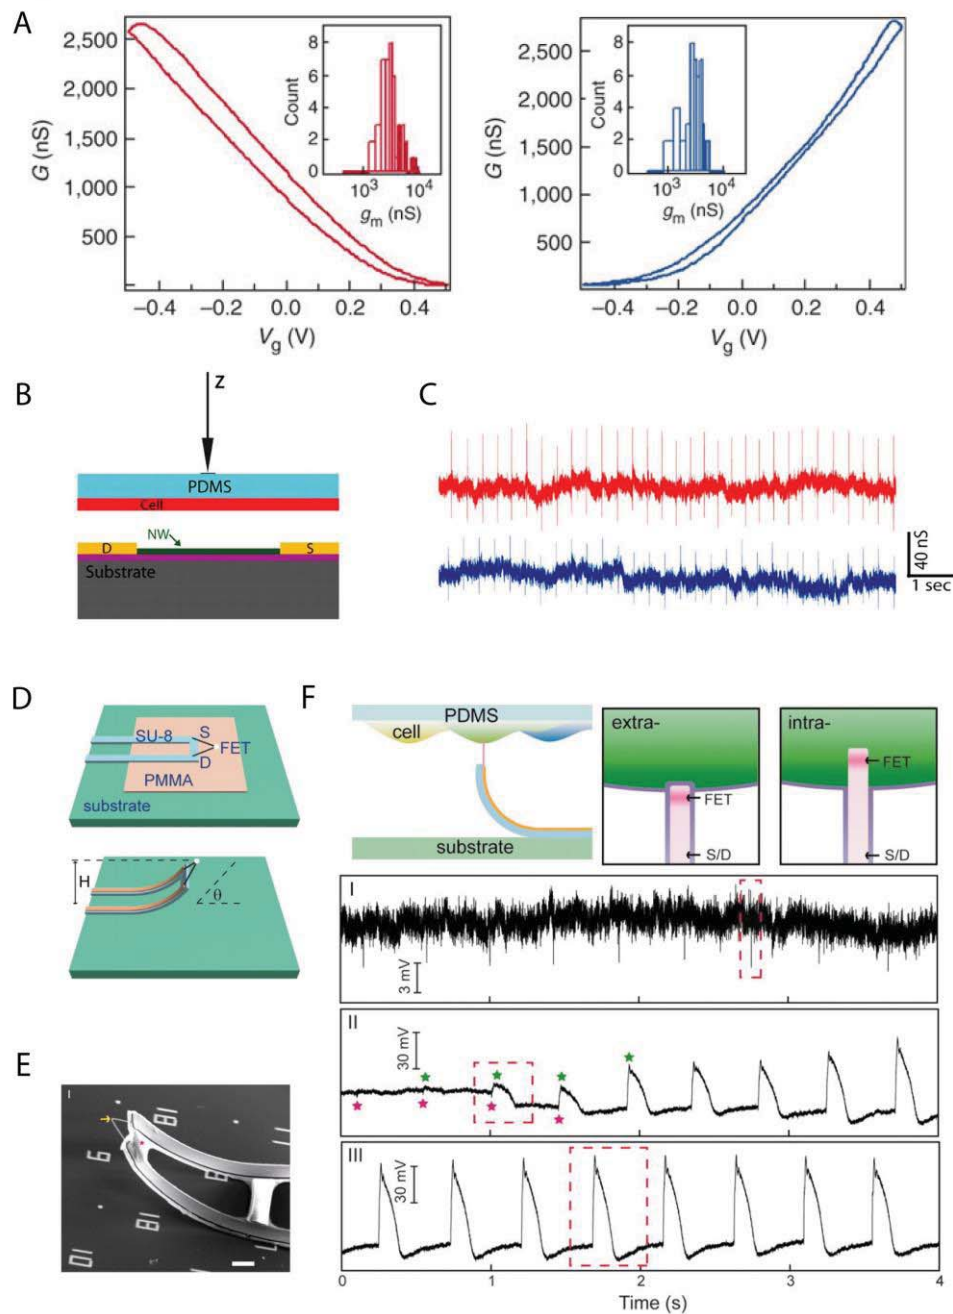 A
2,500
2,000
1,500
1,000
500
G (nS)
−0.4 −0.2 0.0 0.2 0.4
Vg (V)
8
6
4
2
0
Count
10³ 10⁴
gm (nS)
2,500
2,000
1,500
1,000
500
G (nS)
−0.4 −0.2 0.0 0.2 0.4
Vg (V)
8
6
4
2
0
Count
10³ 10⁴
gm (nS)
B
Z
PDMS
Cell
NW
D S
Substrate
C
40 nS
1 sec
D
SU-8 S
FET
D
PMMA
substrate
H
θ
E
I
F
PDMS
cell
substrate
extra-
FET
S/D
intra-
FET
S/D
I
3 mV
II
30 mV
III
30 mV
0 1 2 3 4
Time (s)